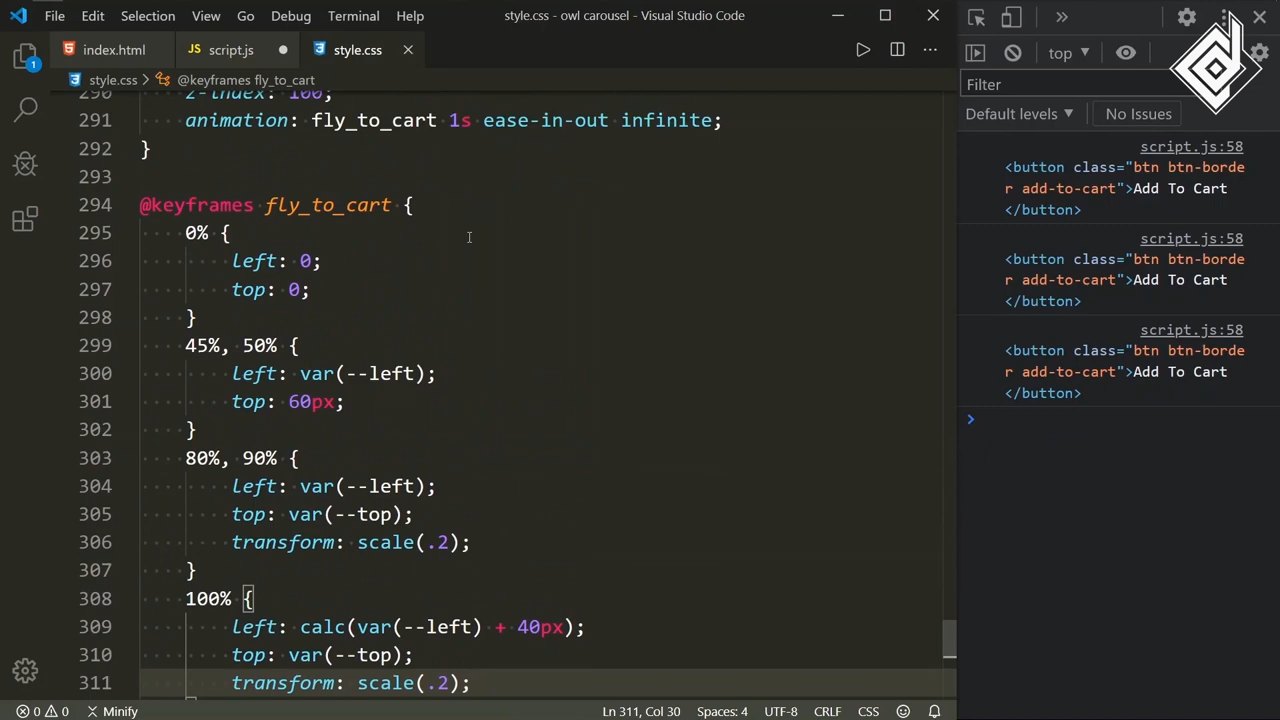 File Edit Selection View Go Debug Terminal Help style.css - owl carousel - Visual Studio Code
index.html JS script.js style.css
style.css > @keyframes fly_to_cart
top
Filter
Default levels No Issues
290 z-index: 100;
291 animation: fly_to_cart 1s ease-in-out infinite;
292 }
293
294 @keyframes fly_to_cart {
295 0% {
296 left: 0;
297 top: 0;
298 }
299 45%, 50% {
300 left: var(--left);
301 top: 60px;
302 }
303 80%, 90% {
304 left: var(--left);
305 top: var(--top);
306 transform: scale(.2);
307 }
308 100% {
309 left: calc(var(--left) + 40px);
310 top: var(--top);
311 transform: scale(.2);
script.js:58
<button class="btn btn-borde
r add-to-cart">Add To Cart
</button>
script.js:58
<button class="btn btn-borde
r add-to-cart">Add To Cart
</button>
script.js:58
<button class="btn btn-borde
r add-to-cart">Add To Cart
</button>
1
0 0 Minify Ln 311, Col 30 Spaces: 4 UTF-8 CRLF CSS